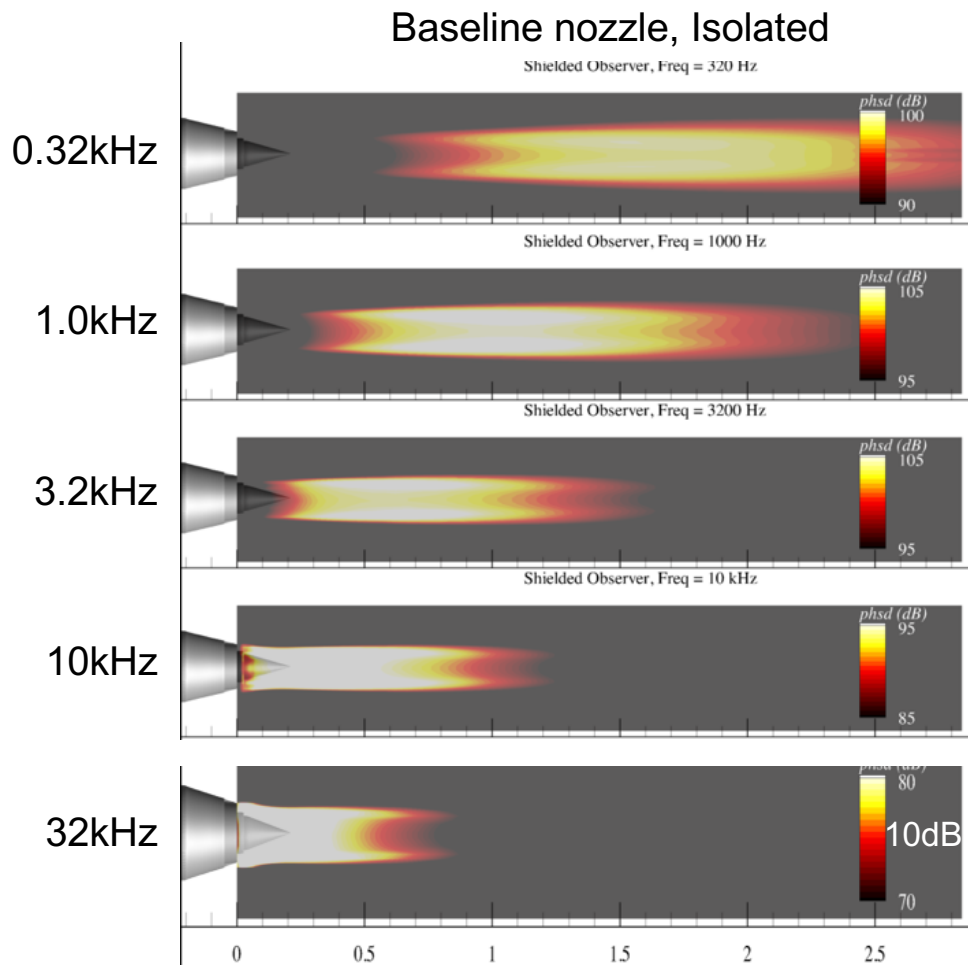 Baseline nozzle, Isolated
Shielded Observer, Freq = 320 Hz
0.32kHz
phsd (dB)
100
90
Shielded Observer, Freq = 1000 Hz
1.0kHz
phsd (dB)
105
95
Shielded Observer, Freq = 3200 Hz
3.2kHz
phsd (dB)
105
95
Shielded Observer, Freq = 10 kHz
10kHz
phsd (dB)
95
85
32kHz
phsd (dB)
80
10dB
70
0 0.5 1 1.5 2 2.5